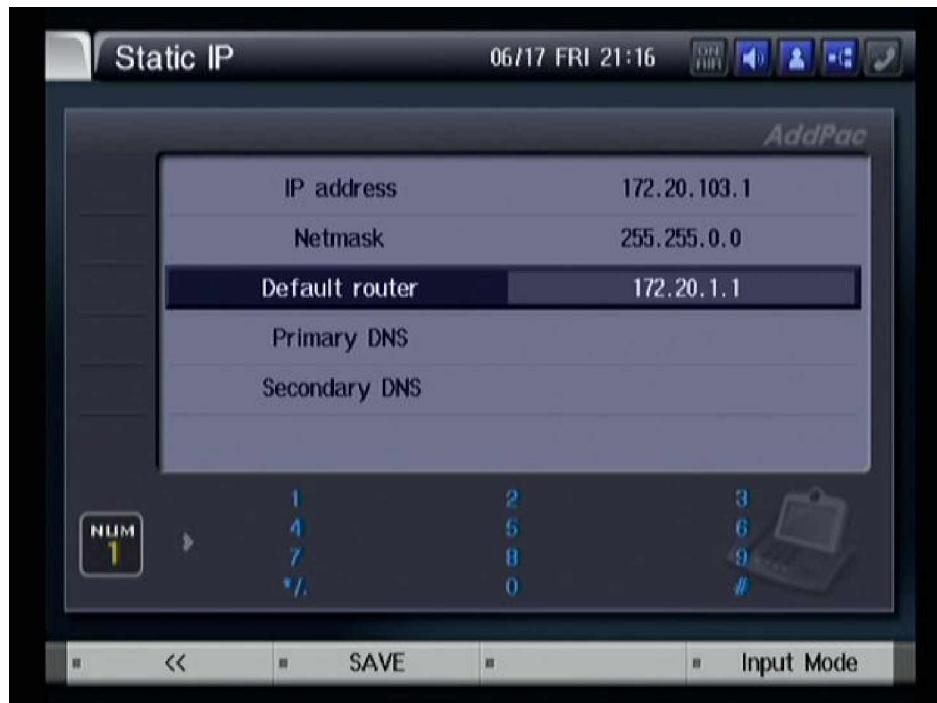 Static IP 06/17 FRI 21:16 ON AIR
AddPac
IP address 172.20.103.1
Netmask 255.255.0.0
Default router 172.20.1.1
Primary DNS
Secondary DNS
1 2 3
NUM 4 5 6
1 7 8 9
*/. 0 #
<< SAVE Input Mode